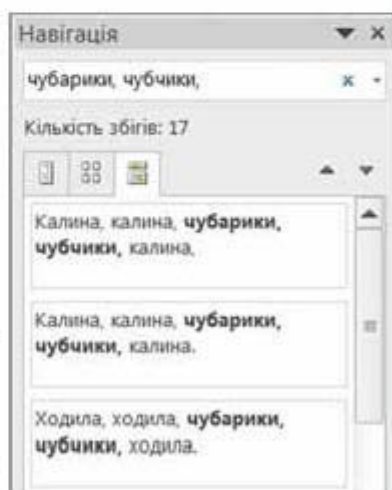 Навігація
чубарики, чубчики,
Кількість збігів: 17
Калина, калина, чубарики,
чубчики, калина,
Калина, калина, чубарики,
чубчики, калина.
Ходила, ходила, чубарики,
чубчики, ходила.